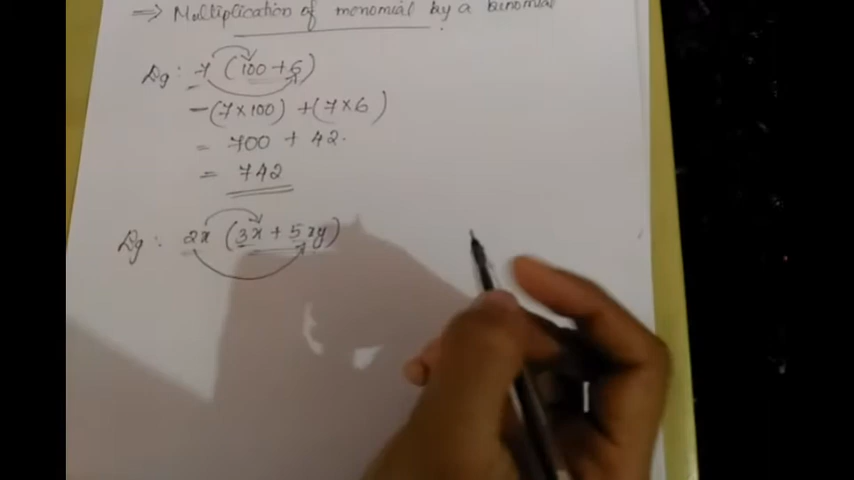 ⇒ Multiplication of menomial by a binomial
Eg: 7 (100 + 6)
= (7 × 100) + (7 × 6)
= 700 + 42.
= 742
Eg: 2x (3x + 5xy)